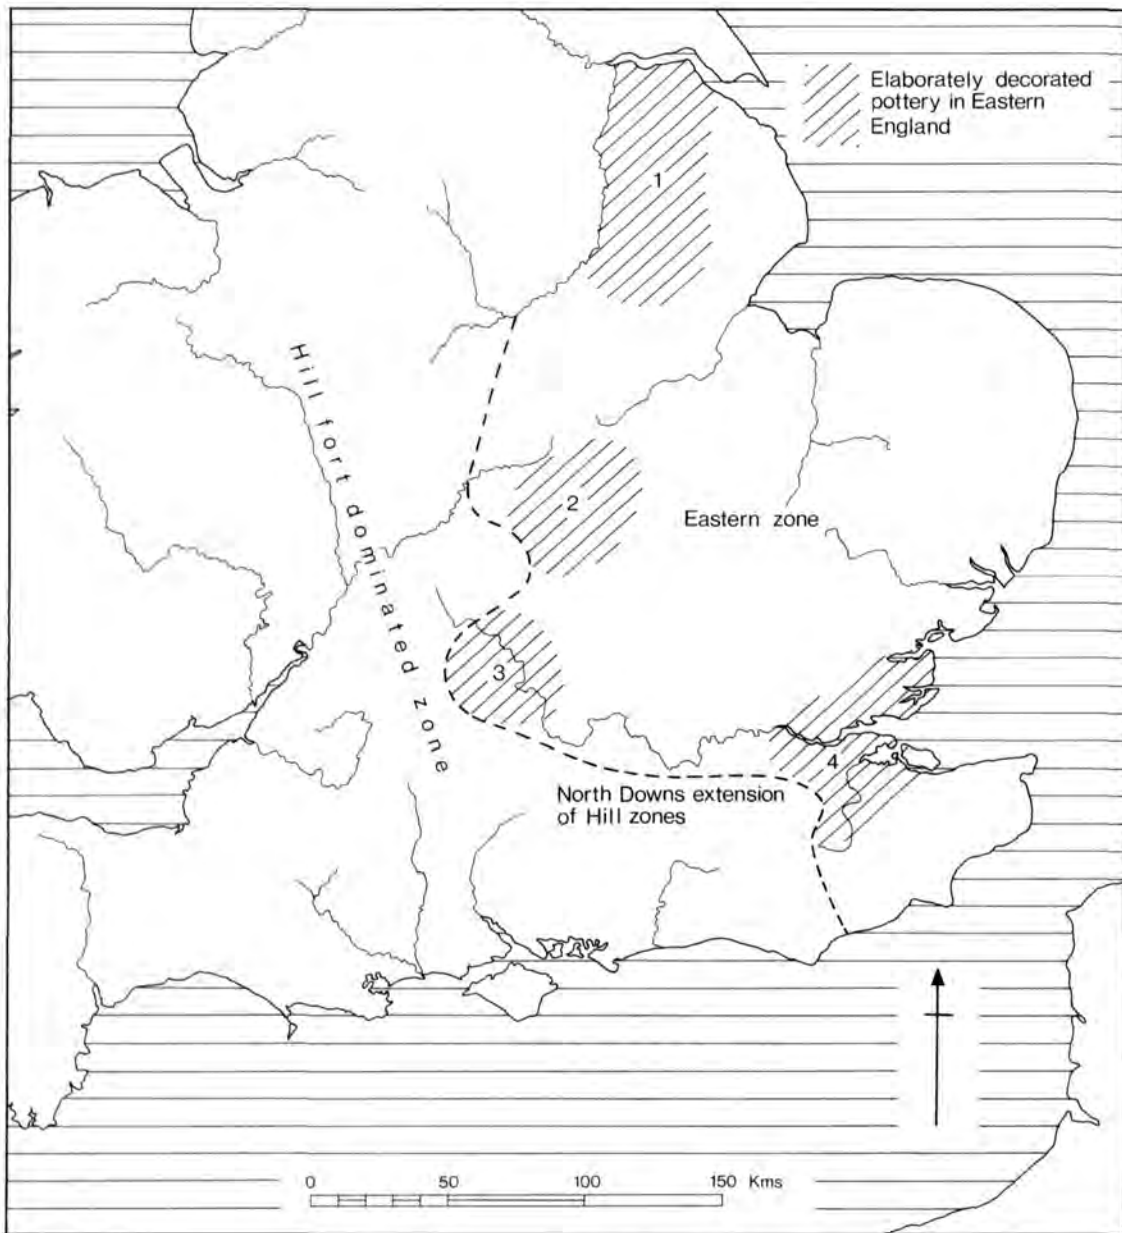 Elaborately decorated
pottery in Eastern
England
1
Hill fort dominated zone
2
Eastern zone
3
4
North Downs extension
of Hill zones
0 50 100 150 Kms